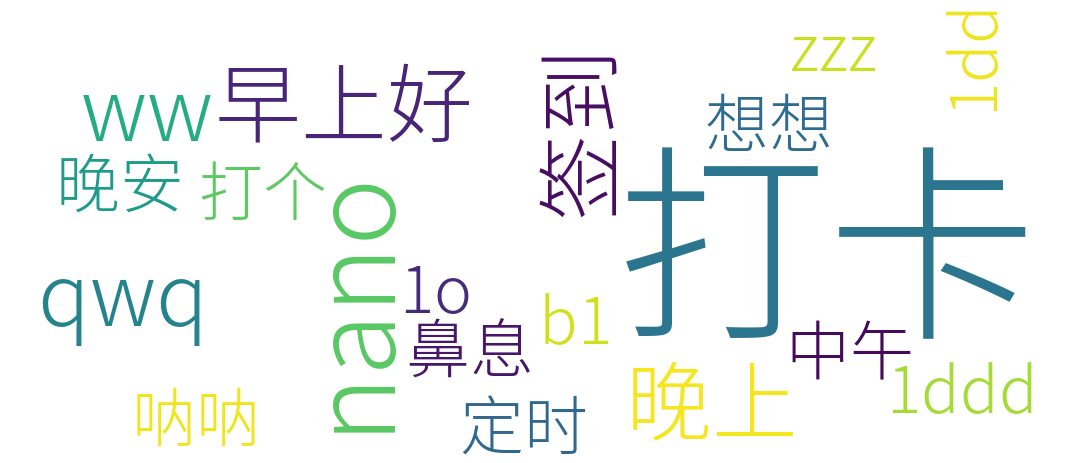 zzz
1dd
签到
早上好
ww
想想
打卡
晚安
打个
nano
qwq
1o
b1
鼻息
中午
晚上
1ddd
呐呐
定时